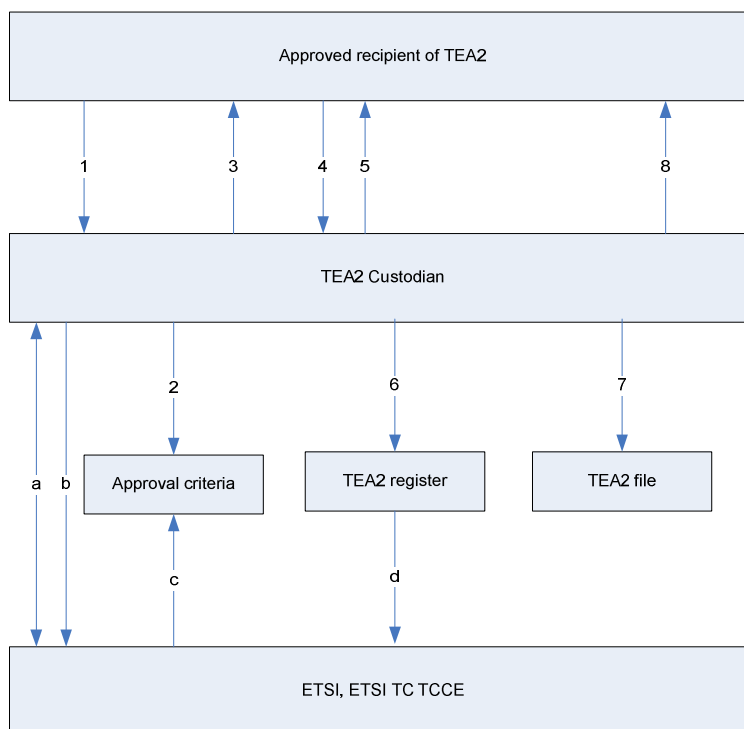 Approved recipient of TEA2
1
3
4
5
8
TEA2 Custodian
2
6
7
a
b
Approval criteria
TEA2 register
TEA2 file
c
d
ETSI, ETSI TC TCCE